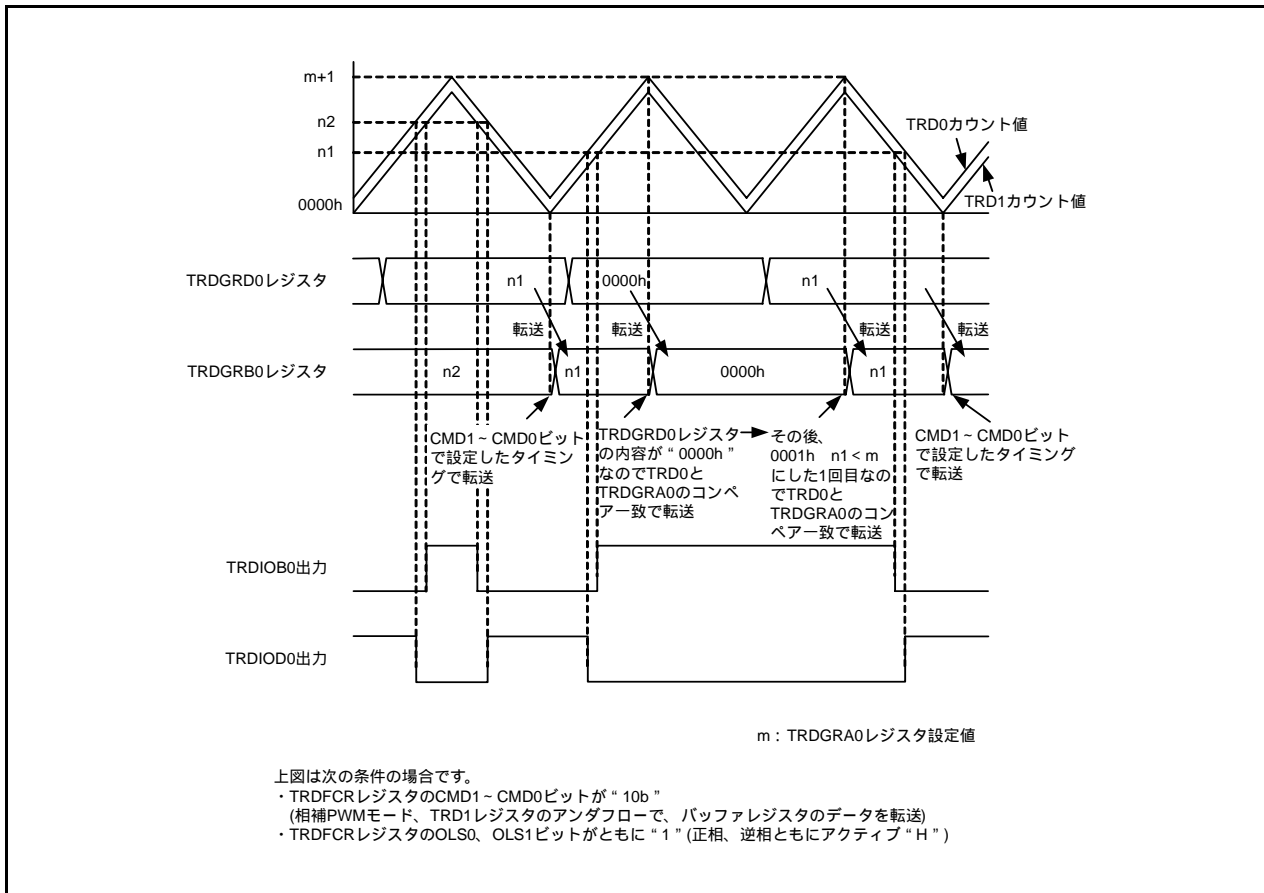 m+1
n2
n1
0000h
TRD0カウント値
TRD1カウント値
TRDGRD0レジスタ
n1
0000h
n1
転送
転送
転送
転送
TRDGRB0レジスタ
n2
n1
0000h
n1
CMD1~CMD0ビット
で設定したタイミン
グで転送
TRDGRD0レジスタ
の内容が“0000h”
なのでTRD0と
TRDGRA0のコンペ
ア一致で転送
その後、
0001h n1<m
にした1回目なの
でTRD0と
TRDGRA0のコン
ペア一致で転送
CMD1~CMD0ビット
で設定したタイミング
で転送
TRDIOB0出力
TRDIOD0出力
m:TRDGRA0レジスタ設定値
上図は次の条件の場合です。
・TRDFCRレジスタのCMD1~CMD0ビットが“10b”
(相補PWMモード、TRD1レジスタのアンダフローで、バッファレジスタのデータを転送)
・TRDFCRレジスタのOLS0、OLS1ビットがともに“1”(正相、逆相ともにアクティブ“H”)